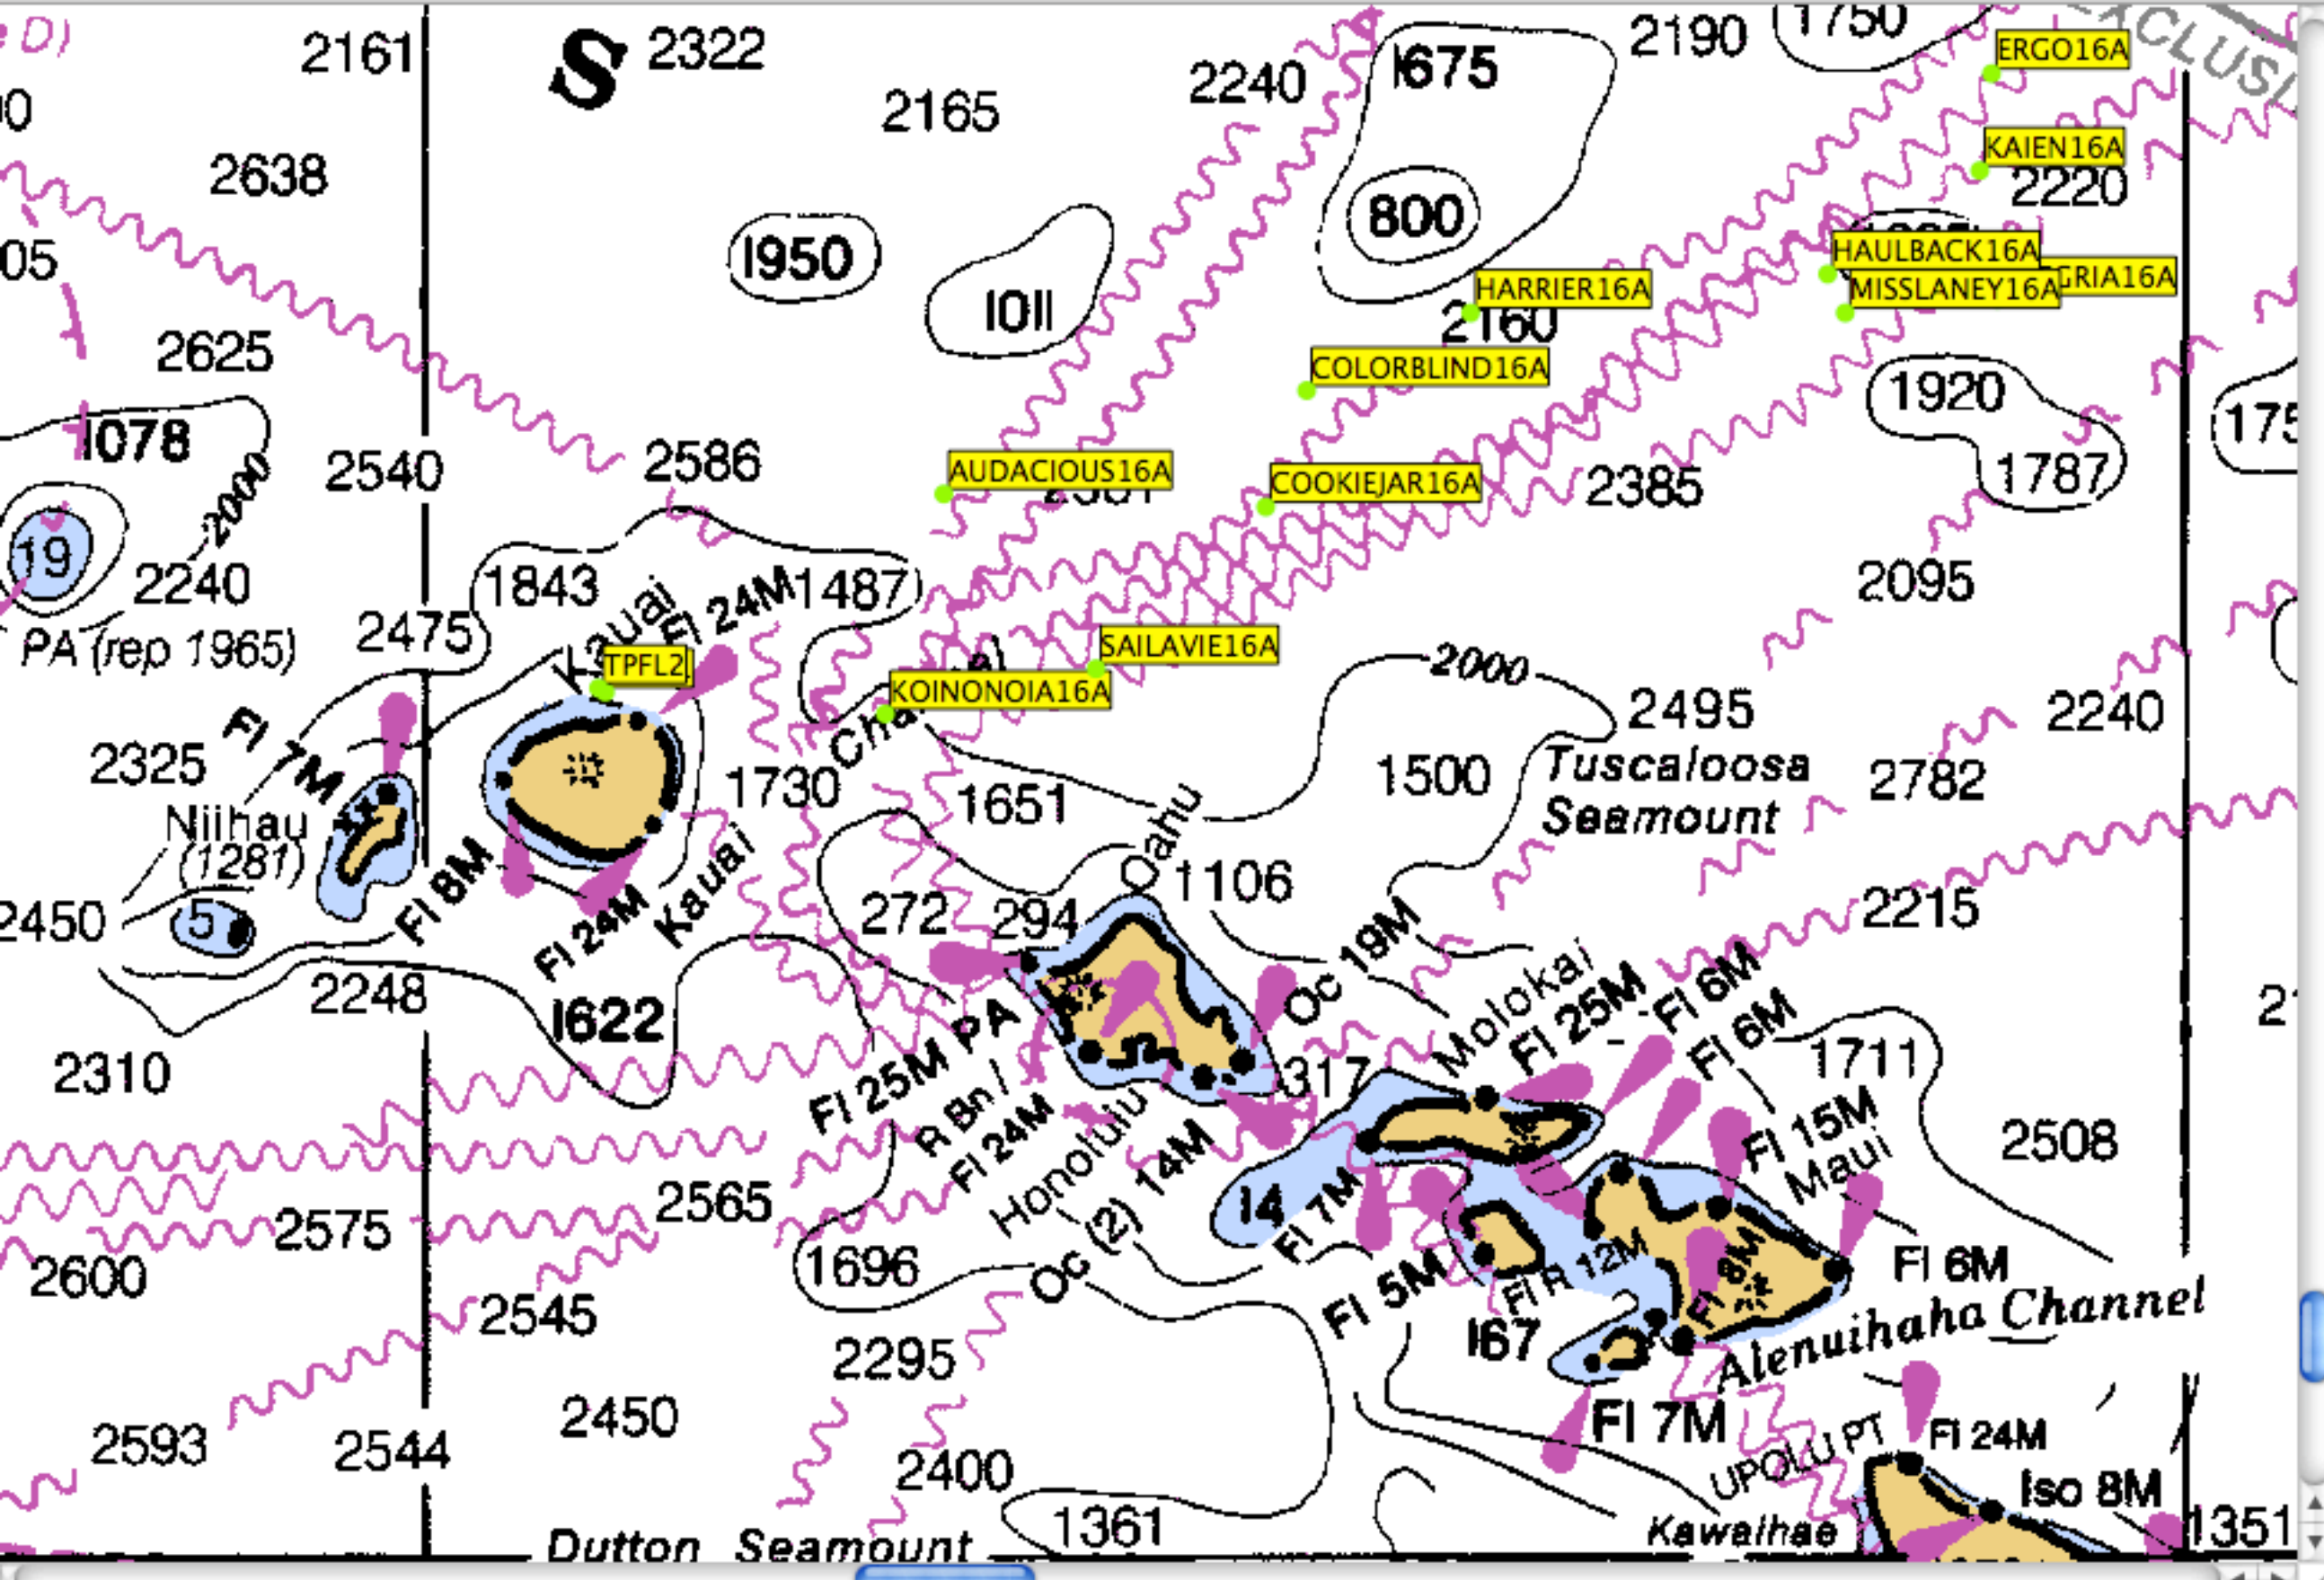 2161
S
2322
2190
1750
ERGO16A
2240
1675
2165
KAIEN16A
2638
2220
800
1950
HAULBACK16A
GRIA16A
MISSLANEY16A
05
1011
HARRIER16A
2160
2625
COLORBLIND16A
1920
1078
2540
2586
AUDACIOUS16A
COOKIEJAR16A
2385
1787
2000
19
2240
1843
Fl 24M
1487
2095
2475
Kauai
PA (rep 1965)
TPFL2
SAILAVIE16A
2000
KOINONOIA16A
2495
2240
Fl 7M
2325
1730
1651
1500
Tuscaloosa
Seamount
2782
Niihau
(1281)
Oahu
1106
Fl 8M
Kauai
5
2450
272
294
2215
Fl 24M
Oc 19M
2248
1622
Molokai
Fl 25M
Fl 6M
Fl 6M
PA
Fl 25M
2310
317
1711
R Bn
Fl 24M
Fl 15M
Maui
2508
Honolulu
Oc (2) 14M
14
Fl 7M
2565
2575
2600
1696
Fl 5M
Fl R 12M
Fl 8M
Fl 6M
Alenuihaha Channel
2545
2295
167
2450
2593
2544
Fl 7M
UPOLU PT
Fl 24M
2400
Iso 8M
1361
Kawaihae
1351
Dutton Seamount